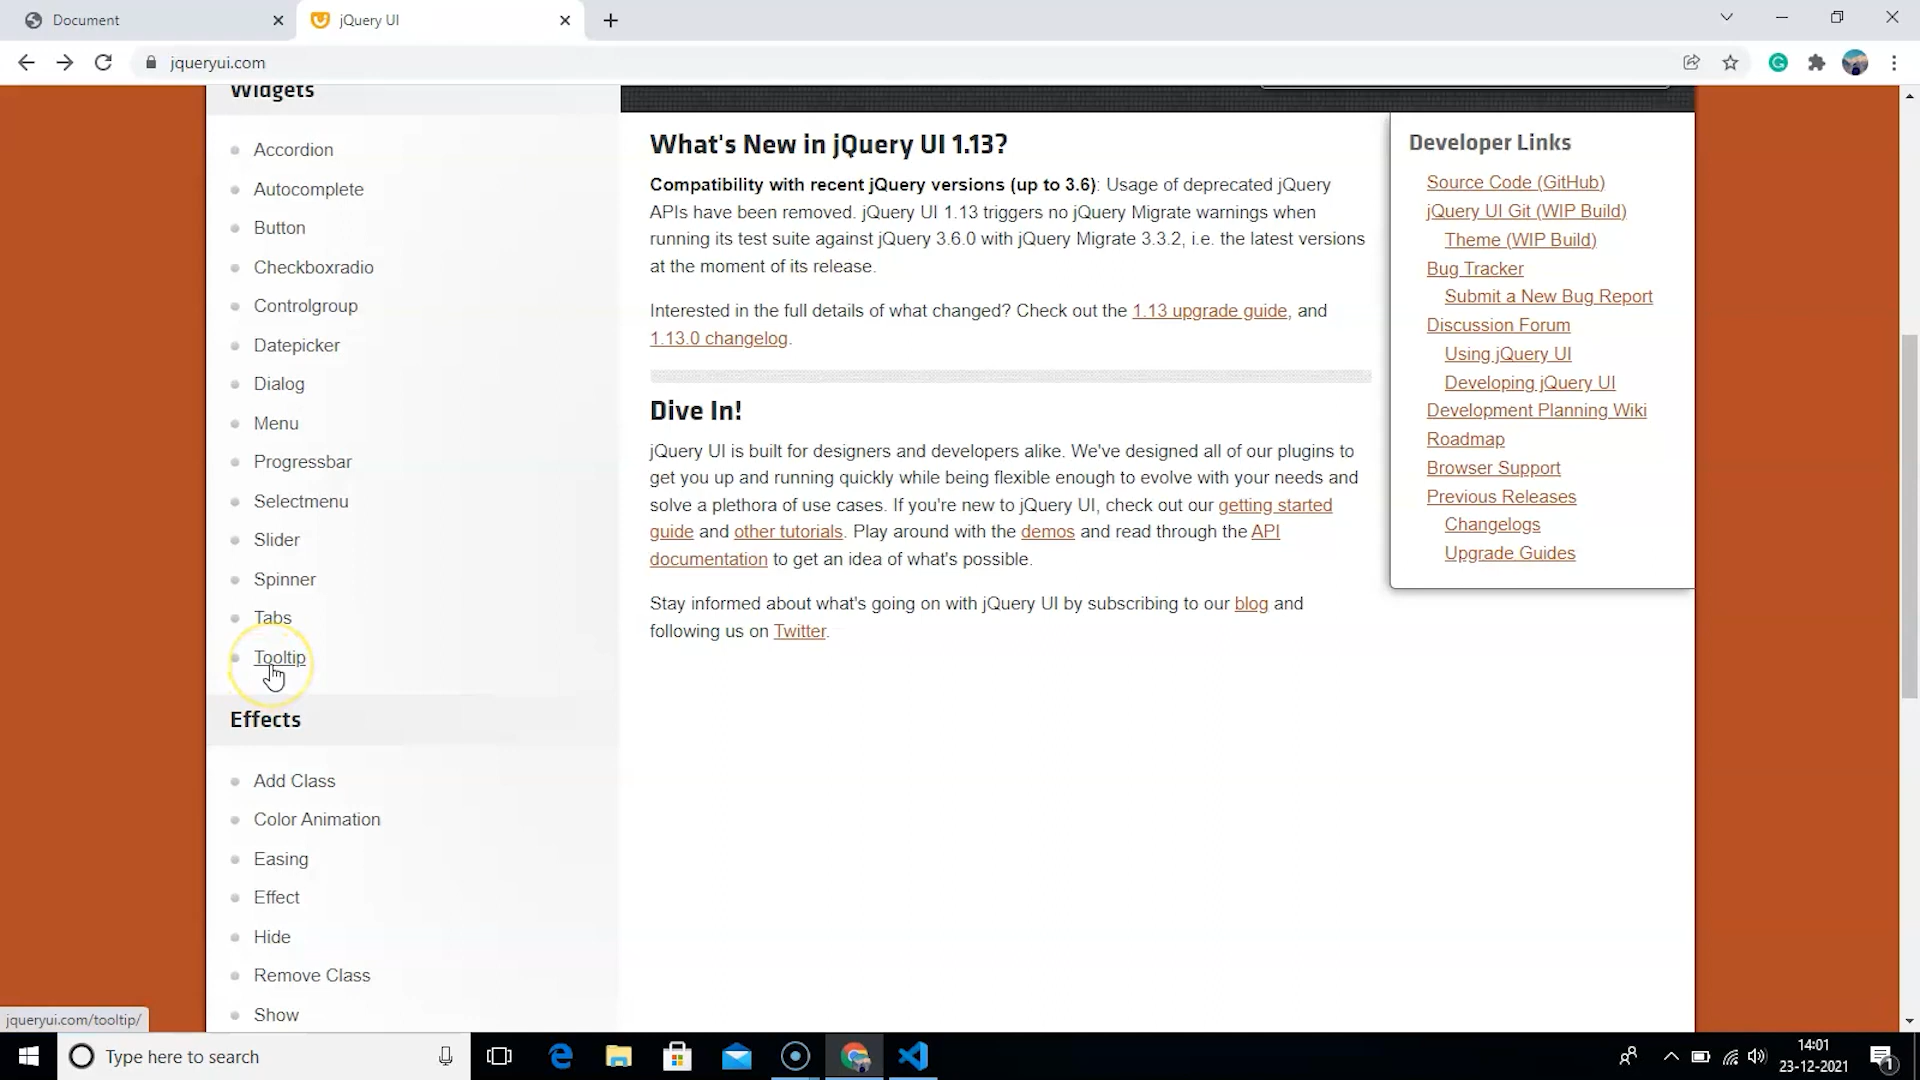 Document
jQuery UI
jqueryui.com
Widgets
Accordion
Autocomplete
Button
Checkboxradio
Controlgroup
Datepicker
Dialog
Menu
Progressbar
Selectmenu
Slider
Spinner
Tabs
Tooltip
Effects
Add Class
Color Animation
Easing
Effect
Hide
Remove Class
Show
What's New in jQuery UI 1.13?
Compatibility with recent jQuery versions (up to 3.6): Usage of deprecated jQuery
APIs have been removed. jQuery UI 1.13 triggers no jQuery Migrate warnings when
running its test suite against jQuery 3.6.0 with jQuery Migrate 3.3.2, i.e. the latest versions
at the moment of its release.
Interested in the full details of what changed? Check out the 1.13 upgrade guide, and
1.13.0 changelog.
Dive In!
jQuery UI is built for designers and developers alike. We've designed all of our plugins to
get you up and running quickly while being flexible enough to evolve with your needs and
solve a plethora of use cases. If you're new to jQuery UI, check out our getting started
guide and other tutorials. Play around with the demos and read through the API
documentation to get an idea of what's possible.
Stay informed about what's going on with jQuery UI by subscribing to our blog and
following us on Twitter.
Developer Links
Source Code (GitHub)
jQuery UI Git (WIP Build)
Theme (WIP Build)
Bug Tracker
Submit a New Bug Report
Discussion Forum
Using jQuery UI
Developing jQuery UI
Development Planning Wiki
Roadmap
Browser Support
Previous Releases
Changelogs
Upgrade Guides
jqueryui.com/tooltip/
Type here to search
14:01
23-12-2021
1